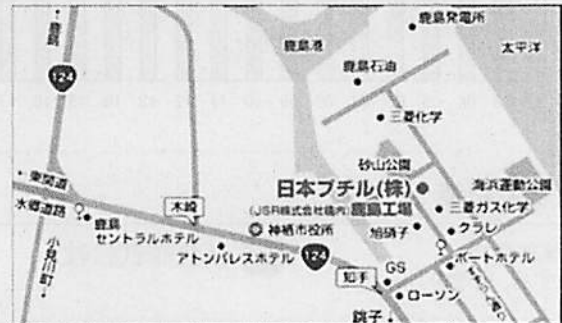 鹿島発電所
鹿島港
太平洋
↑鹿島
鹿島石油
124
三菱化学
砂山公園
日本ブチル(株)
海浜運動公園
←東関道
(JSR株式会社構内)鹿島工場
三菱ガス化学
水郷道路
木崎
神栖市役所
旭硝子
クラレ
鹿島
セントラルホテル
アトンパレスホテル
124
知手
GS
ポートホテル
小見川町↓
ローソン
銚子↓